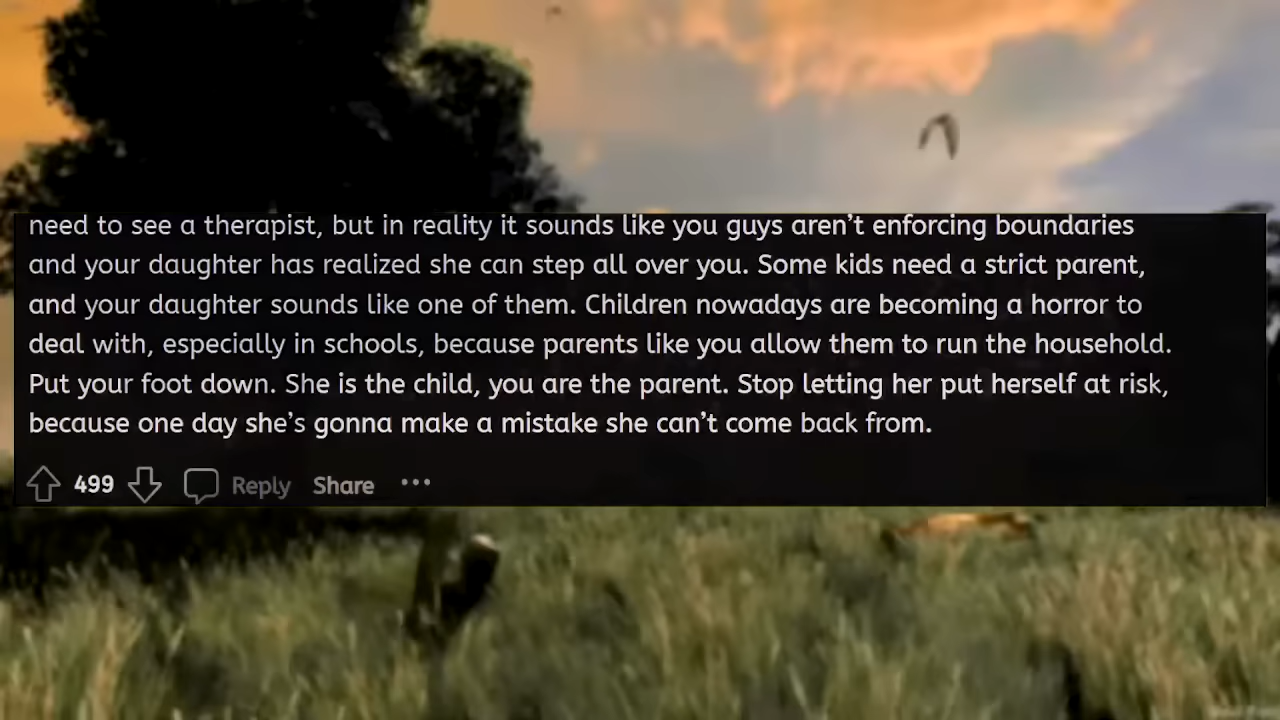 need to see a therapist, but in reality it sounds like you guys aren’t enforcing boundaries
and your daughter has realized she can step all over you. Some kids need a strict parent,
and your daughter sounds like one of them. Children nowadays are becoming a horror to
deal with, especially in schools, because parents like you allow them to run the household.
Put your foot down. She is the child, you are the parent. Stop letting her put herself at risk,
because one day she’s gonna make a mistake she can’t come back from.
499 Reply Share